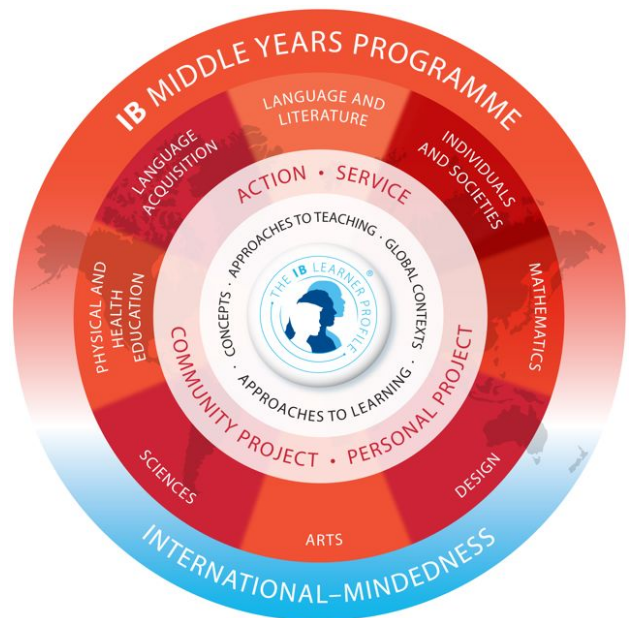 IB MIDDLE YEARS PROGRAMME
LANGUAGE AND
LITERATURE
LANGUAGE
ACQUISITION
INDIVIDUALS
AND SOCIETIES
PHYSICAL AND
HEALTH
EDUCATION
MATHEMATICS
SCIENCES
DESIGN
ARTS
ACTION • SERVICE
COMMUNITY PROJECT • PERSONAL PROJECT
· CONCEPTS · APPROACHES TO TEACHING · GLOBAL CONTEXTS ·
APPROACHES TO LEARNING
THE IB LEARNER PROFILE
®
INTERNATIONAL–MINDEDNESS